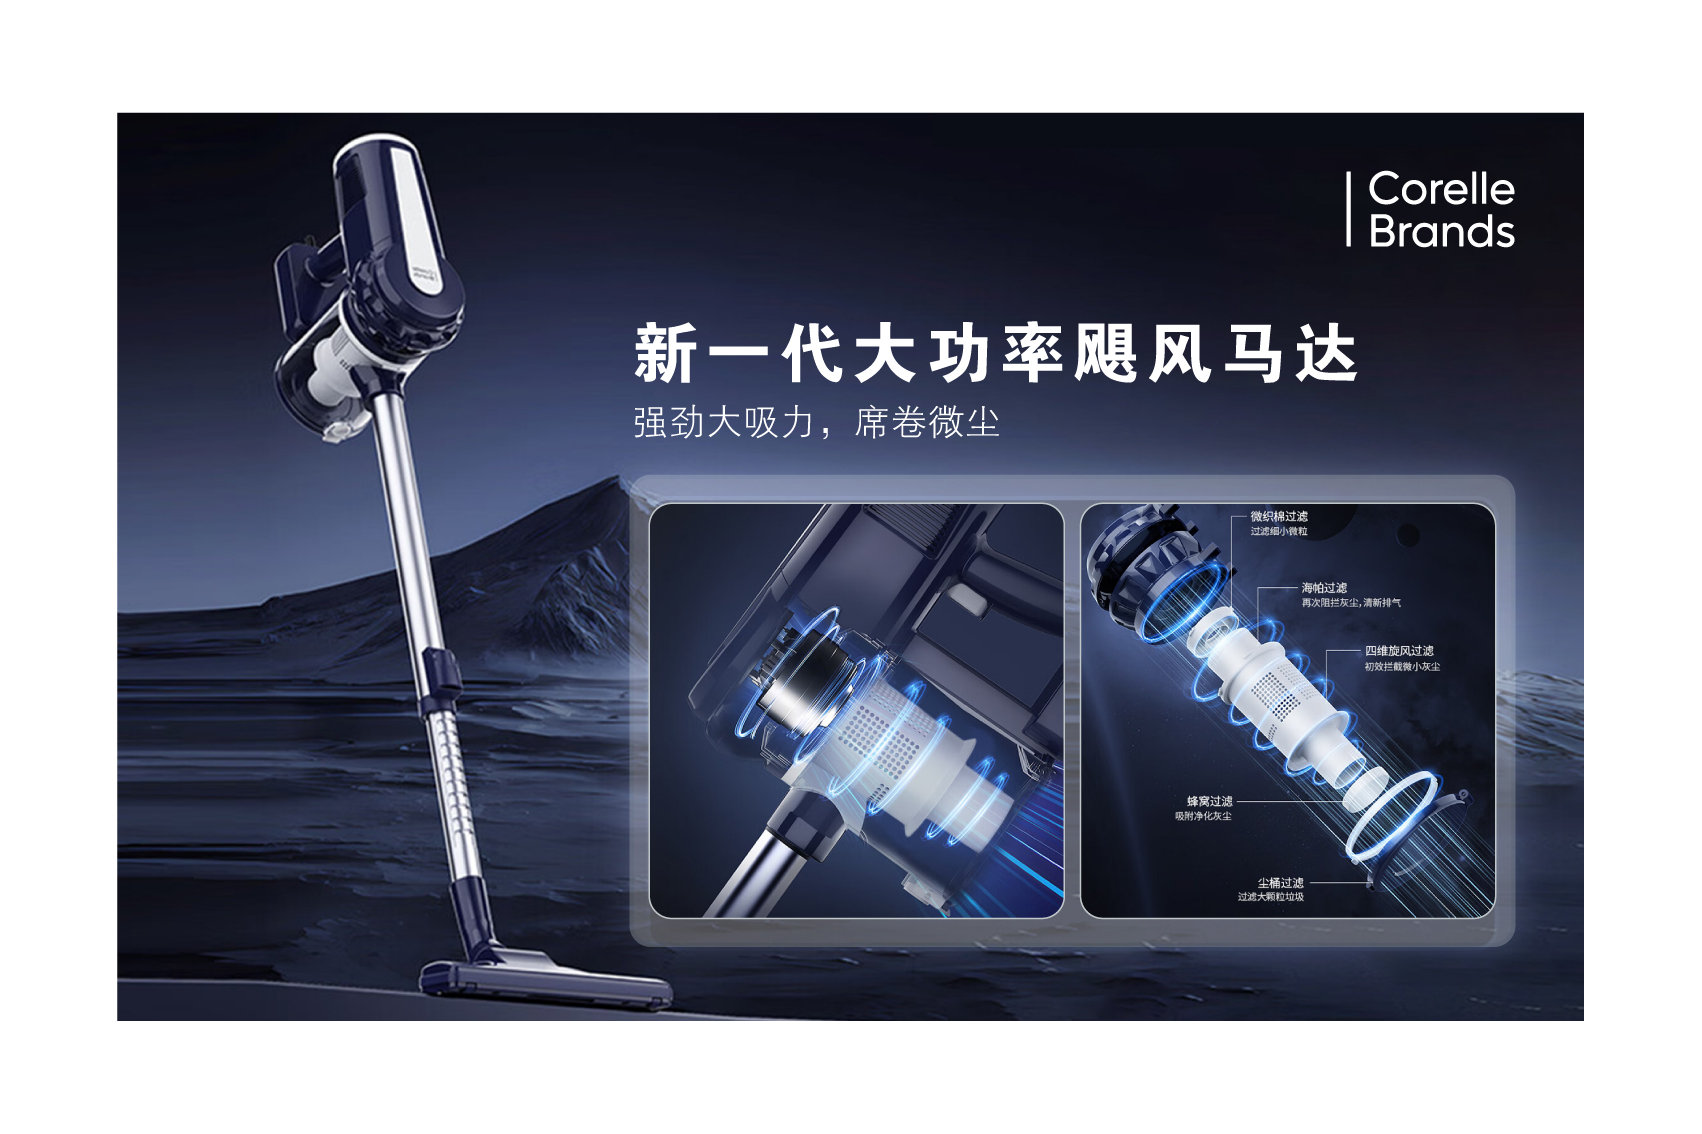 Corelle
Brands
新一代大功率飓风马达
强劲大吸力，席卷微尘
微织棉过滤
过滤细小微粒
海帕过滤
再次阻拦灰尘,清新排气
四维旋风过滤
初效拦截微小灰尘
蜂窝过滤
吸附净化灰尘
尘桶过滤
过滤大颗粒垃圾